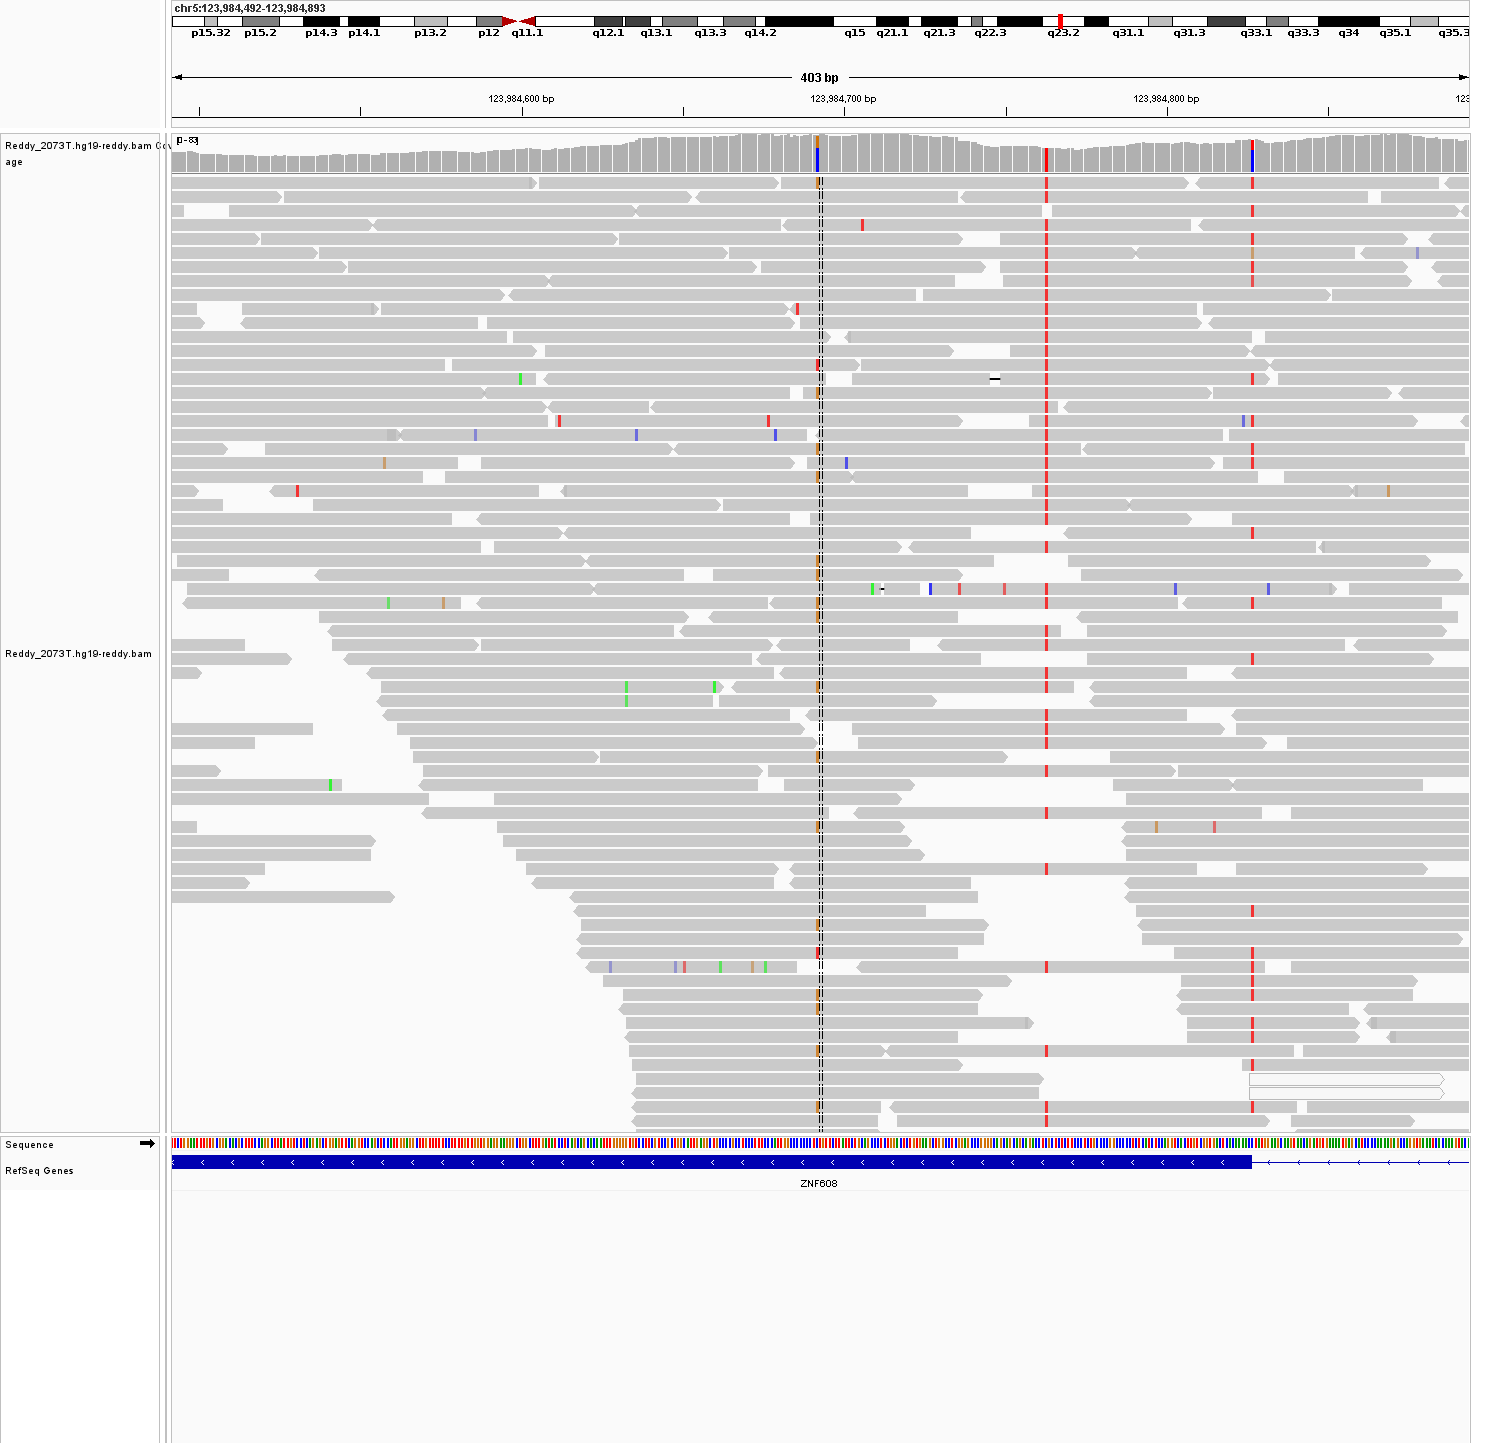 chr5:123,984,492-123,984,893
p15.32 p15.2 p14.3 p14.1 p13.2 p12 q11.1 q12.1 q13.1 q13.3 q14.2 q15 q21.1 q21.3 q22.3 q23.2 q31.1 q31.3 q33.1 q33.3 q34 q35.1 q35.3
403 bp
123,984,600 bp 123,984,700 bp 123,984,800 bp 123
Reddy_2073T.hg19-reddy.bam Cov
age
[0-83]
Reddy_2073T.hg19-reddy.bam
Sequence
RefSeq Genes
ZNF608